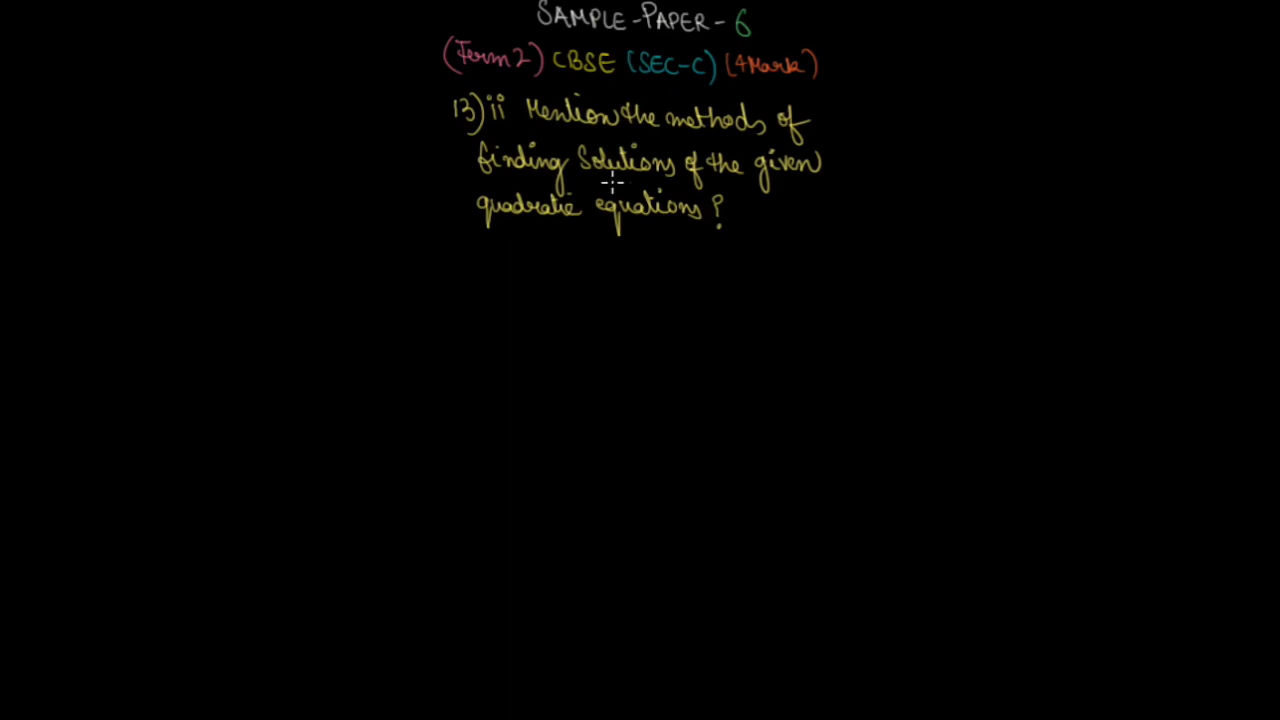 SAMPLE-PAPER-6
(Term 2) CBSE (SEC-C) (4Mark)
13)ii Mention the methods of
finding Solutions of the given
quadratic equations?